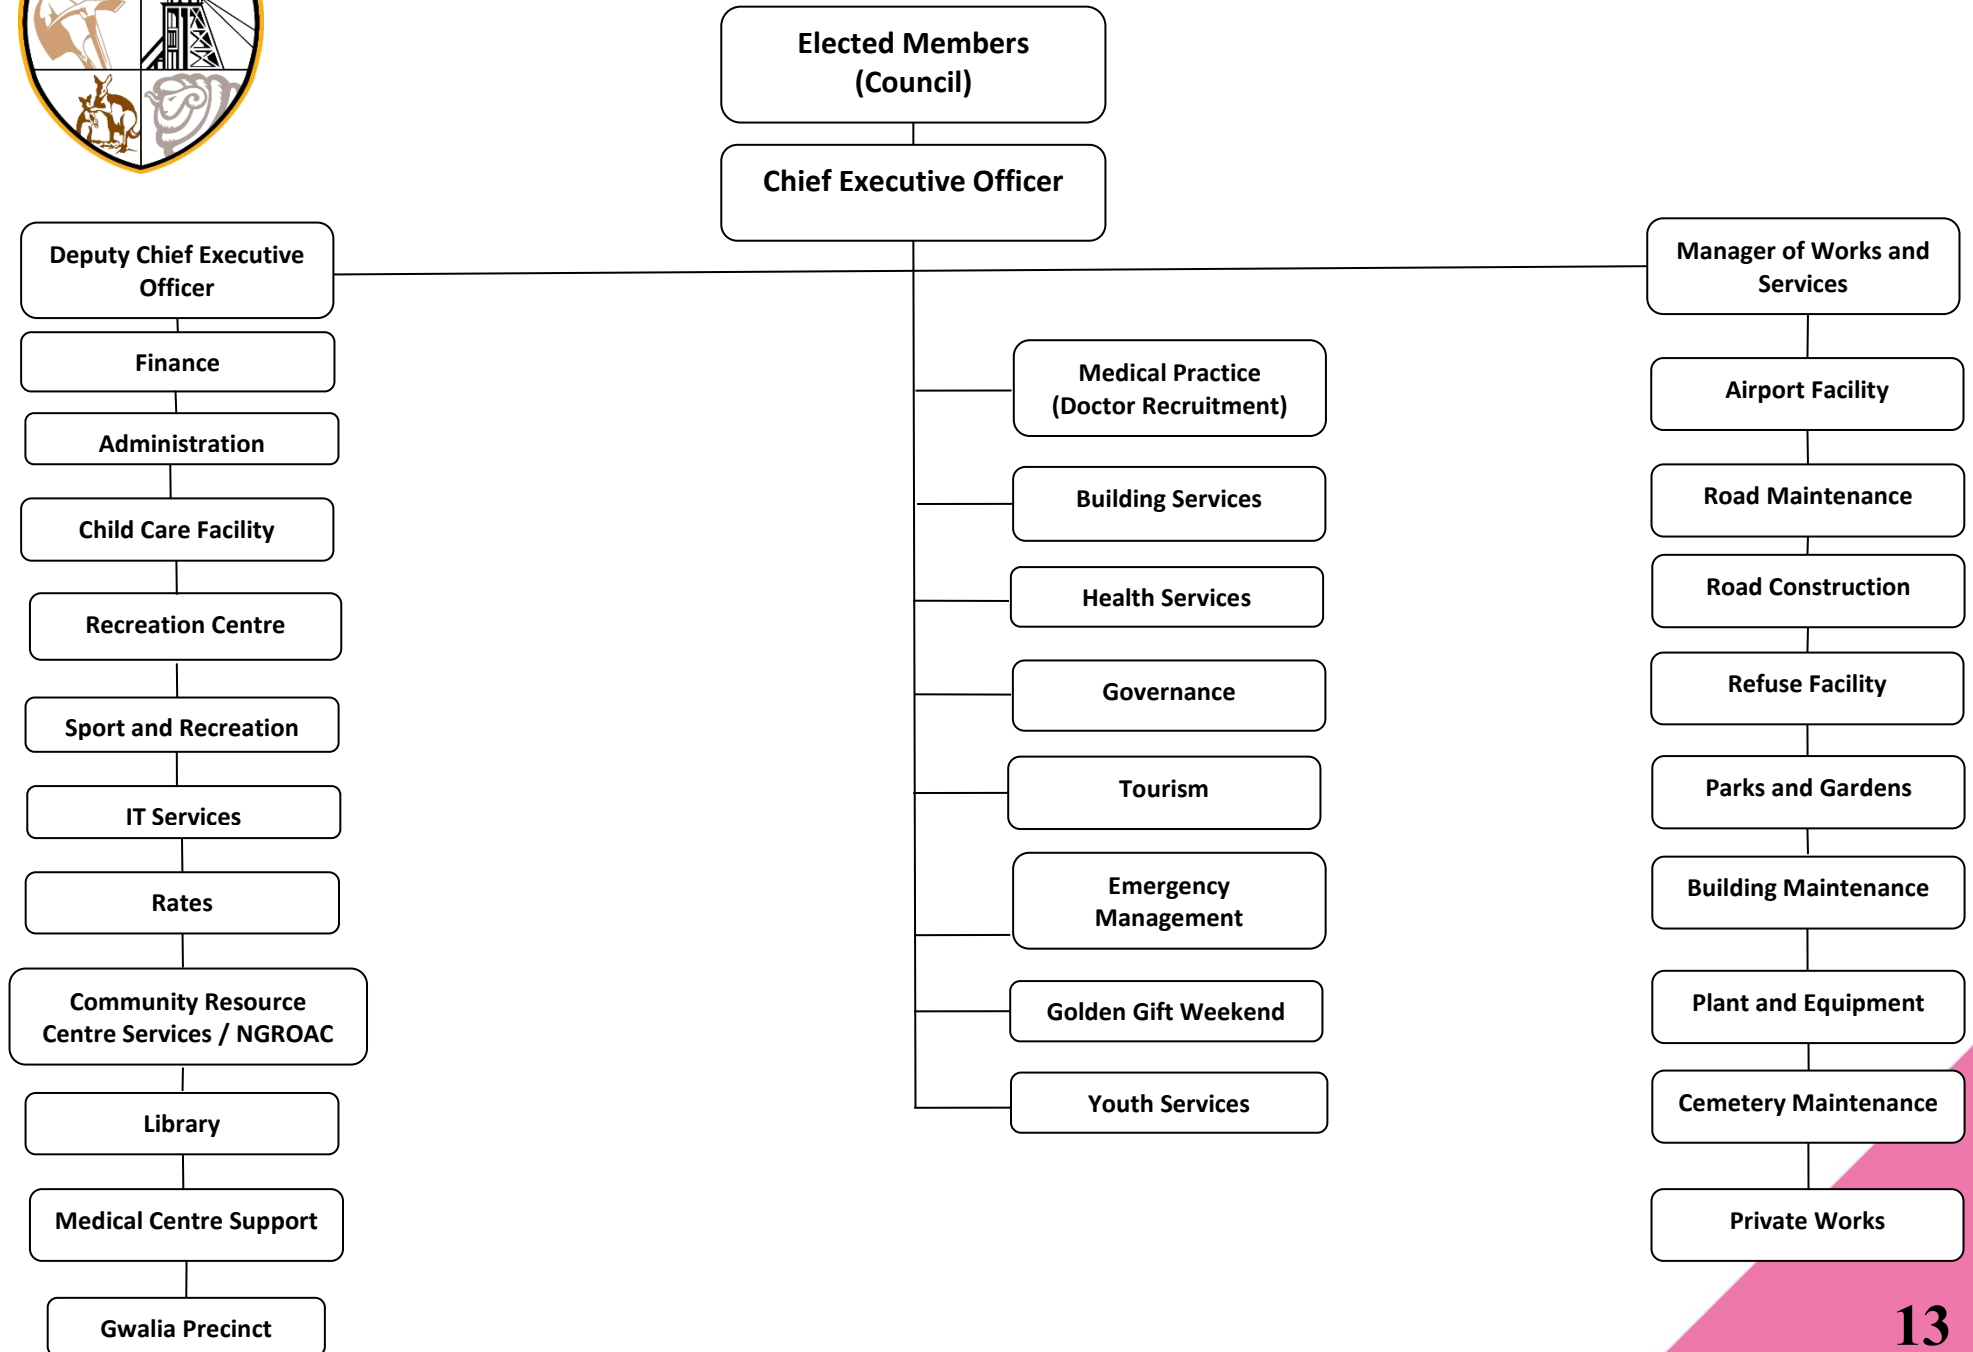 Elected Members
(Council)
Chief Executive Officer
Deputy Chief Executive
Officer
Finance
Administration
Child Care Facility
Recreation Centre
Sport and Recreation
IT Services
Rates
Community Resource
Centre Services / NGROAC
Library
Medical Centre Support
Gwalia Precinct
Medical Practice
(Doctor Recruitment)
Building Services
Health Services
Governance
Tourism
Emergency
Management
Golden Gift Weekend
Youth Services
Manager of Works and
Services
Airport Facility
Road Maintenance
Road Construction
Refuse Facility
Parks and Gardens
Building Maintenance
Plant and Equipment
Cemetery Maintenance
Private Works
13